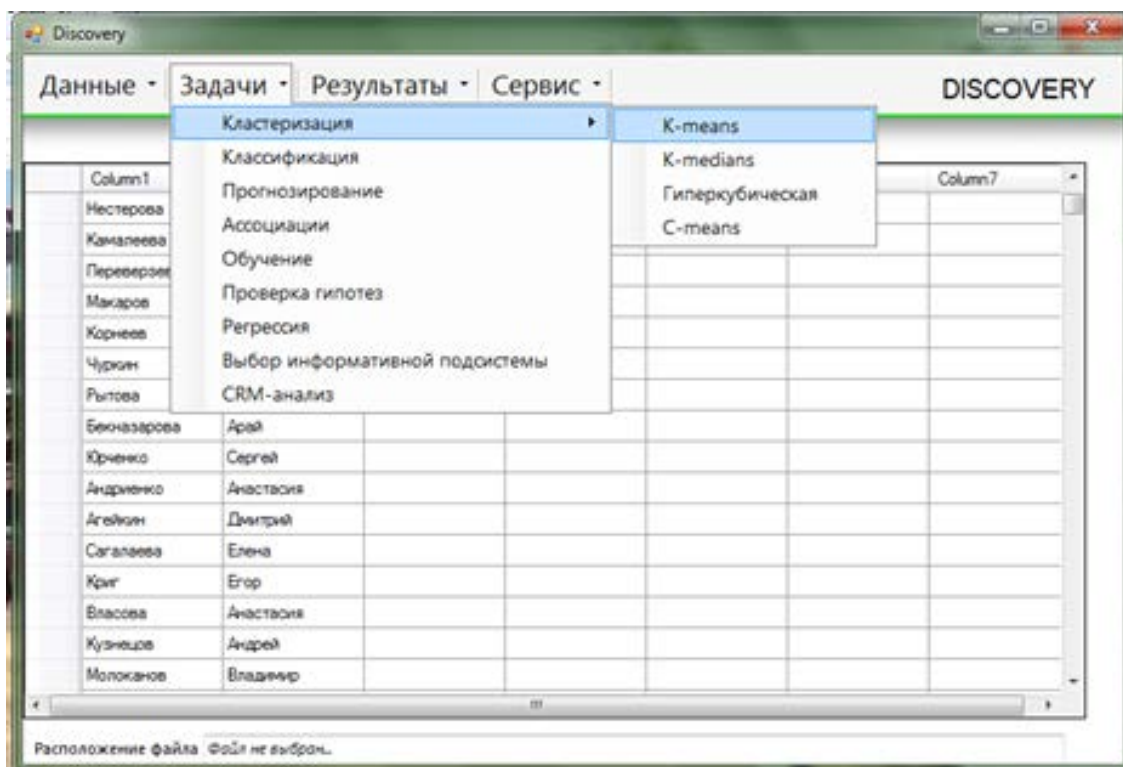 Discovery
Данные Задачи Результаты Сервис DISCOVERY
Кластеризация
Классификация
Прогнозирование
Ассоциации
Обучение
Проверка гипотез
Регрессия
Выбор информативной подсистемы
CRM-анализ
K-means
K-medians
Гиперкубическая
C-means
Column1 Column7
Нестерова
Камалеева
Макаров
Корнеев
Чуркин
Рытова
Бекназарова Арай
Юрченко Сергей
Андриенко Анастасия
Агейкин Дмитрий
Сагалаева Елена
Криг Егор
Власова Анастасия
Кузнецов Андрей
Молоканов Владимир
Расположение файла Файл не выбран...